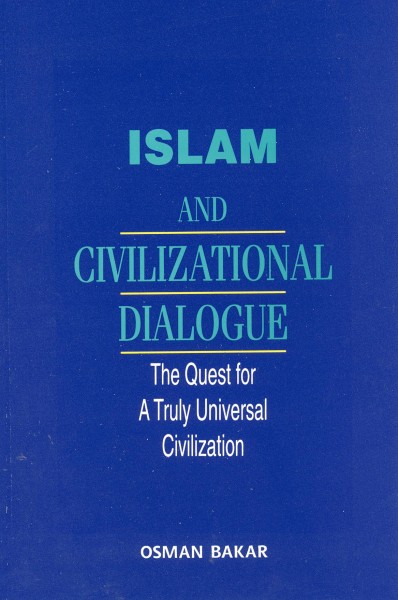 ISLAM
AND
CIVILIZATIONAL
DIALOGUE
The Quest for
A Truly Universal
Civilization
OSMAN BAKAR